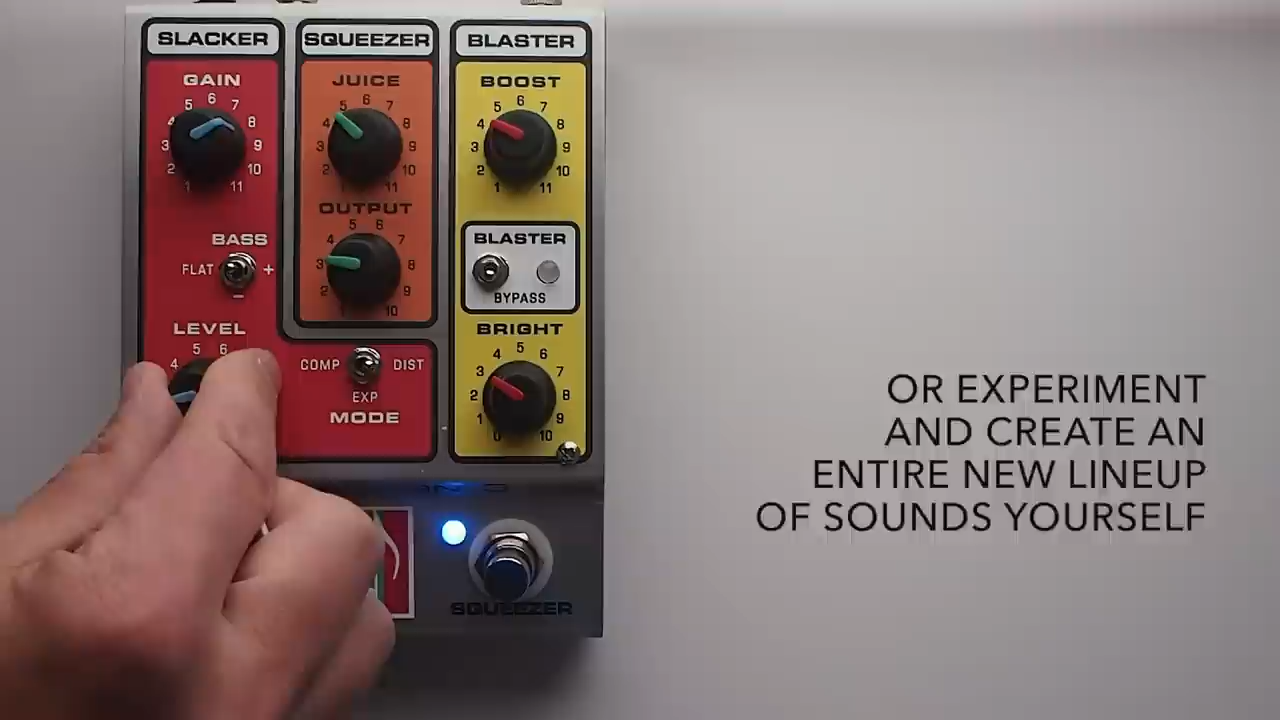 SLACKER
GAIN
1 2 3 4 5 6 7 8 9 10 11
BASS
FLAT +
–
LEVEL
4 5 6
SQUEEZER
JUICE
1 2 3 4 5 6 7 8 9 10 11
OUTPUT
1 2 3 4 5 6 7 8 9 10
COMP DIST
EXP
MODE
BLASTER
BOOST
1 2 3 4 5 6 7 8 9 10 11
BLASTER
BYPASS
BRIGHT
0 1 2 3 4 5 6 7 8 9 10
SQUEEZER
OR EXPERIMENT
AND CREATE AN
ENTIRE NEW LINEUP
OF SOUNDS YOURSELF